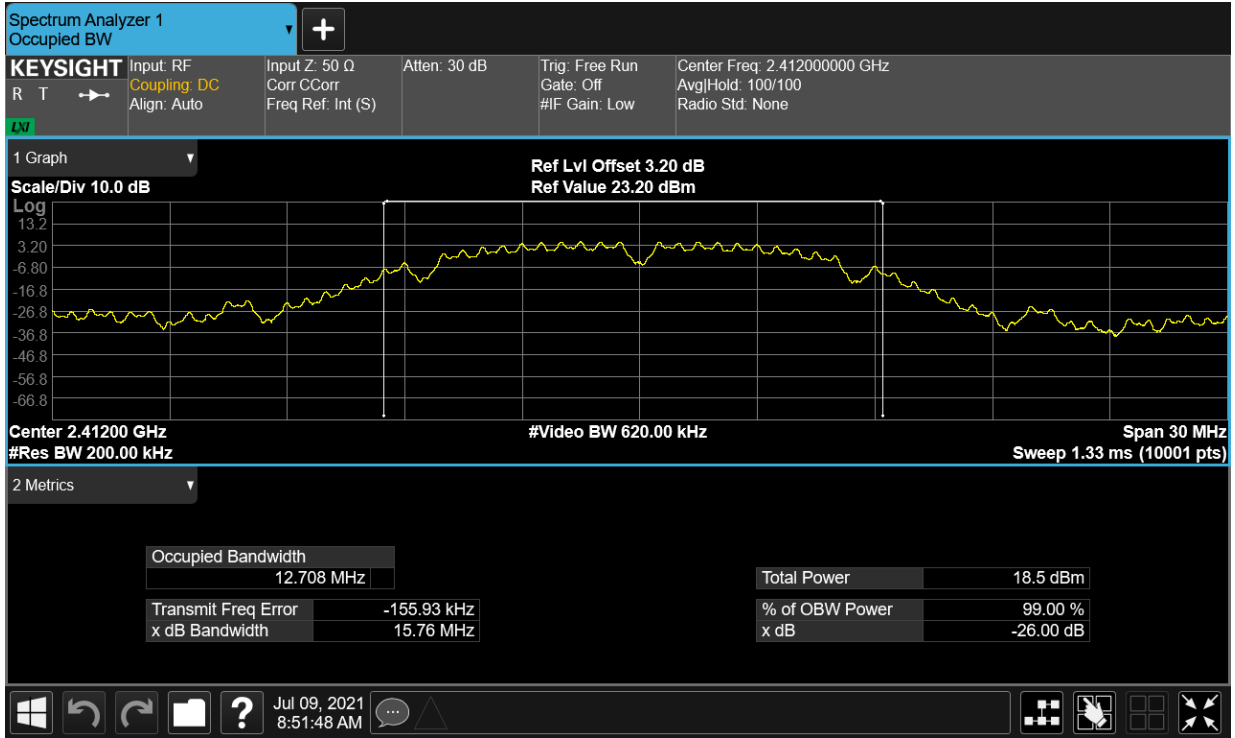 Spectrum Analyzer 1
Occupied BW
KEYSIGHT
R T
LXI
Input: RF
Coupling: DC
Align: Auto
Input Z: 50 Ω
Corr CCorr
Freq Ref: Int (S)
Atten: 30 dB
Trig: Free Run
Gate: Off
#IF Gain: Low
Center Freq: 2.412000000 GHz
Avg|Hold: 100/100
Radio Std: None
1 Graph
Scale/Div 10.0 dB
Ref Lvl Offset 3.20 dB
Ref Value 23.20 dBm
Log
13.2
3.20
-6.80
-16.8
-26.8
-36.8
-46.8
-56.8
-66.8
Center 2.41200 GHz
#Video BW 620.00 kHz
Span 30 MHz
#Res BW 200.00 kHz
Sweep 1.33 ms (10001 pts)
2 Metrics
Occupied Bandwidth
12.708 MHz
Total Power 18.5 dBm
Transmit Freq Error -155.93 kHz
% of OBW Power 99.00 %
x dB Bandwidth 15.76 MHz
x dB -26.00 dB
?
Jul 09, 2021
8:51:48 AM